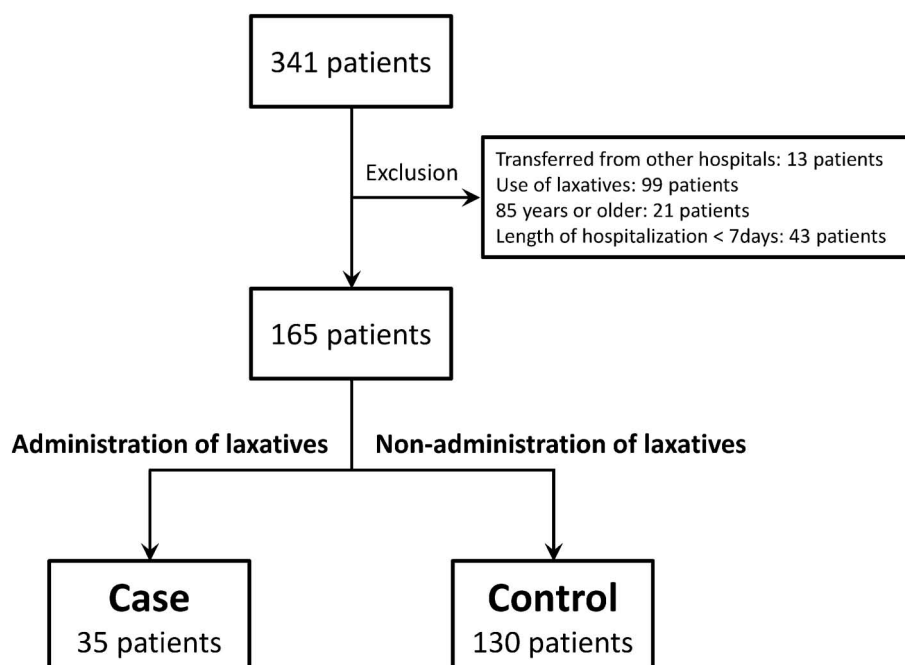 341 patients
Exclusion
Transferred from other hospitals: 13 patients
Use of laxatives: 99 patients
85 years or older: 21 patients
Length of hospitalization < 7days: 43 patients
165 patients
Administration of laxatives
Non-administration of laxatives
Case
35 patients
Control
130 patients